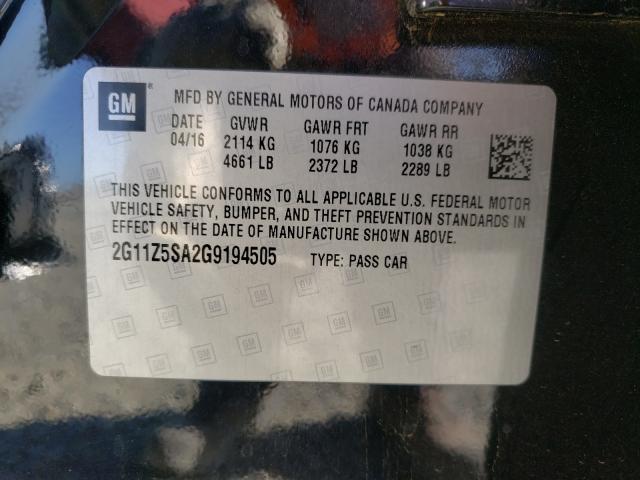 GM ®
MFD BY GENERAL MOTORS OF CANADA COMPANY
DATE GVWR GAWR FRT GAWR RR
04/16 2114 KG 1076 KG 1038 KG
4661 LB 2372 LB 2289 LB
THIS VEHICLE CONFORMS TO ALL APPLICABLE U.S. FEDERAL MOTOR
VEHICLE SAFETY, BUMPER, AND THEFT PREVENTION STANDARDS IN
EFFECT ON THE DATE OF MANUFACTURE SHOWN ABOVE.
2G11Z5SA2G9194505 TYPE: PASS CAR